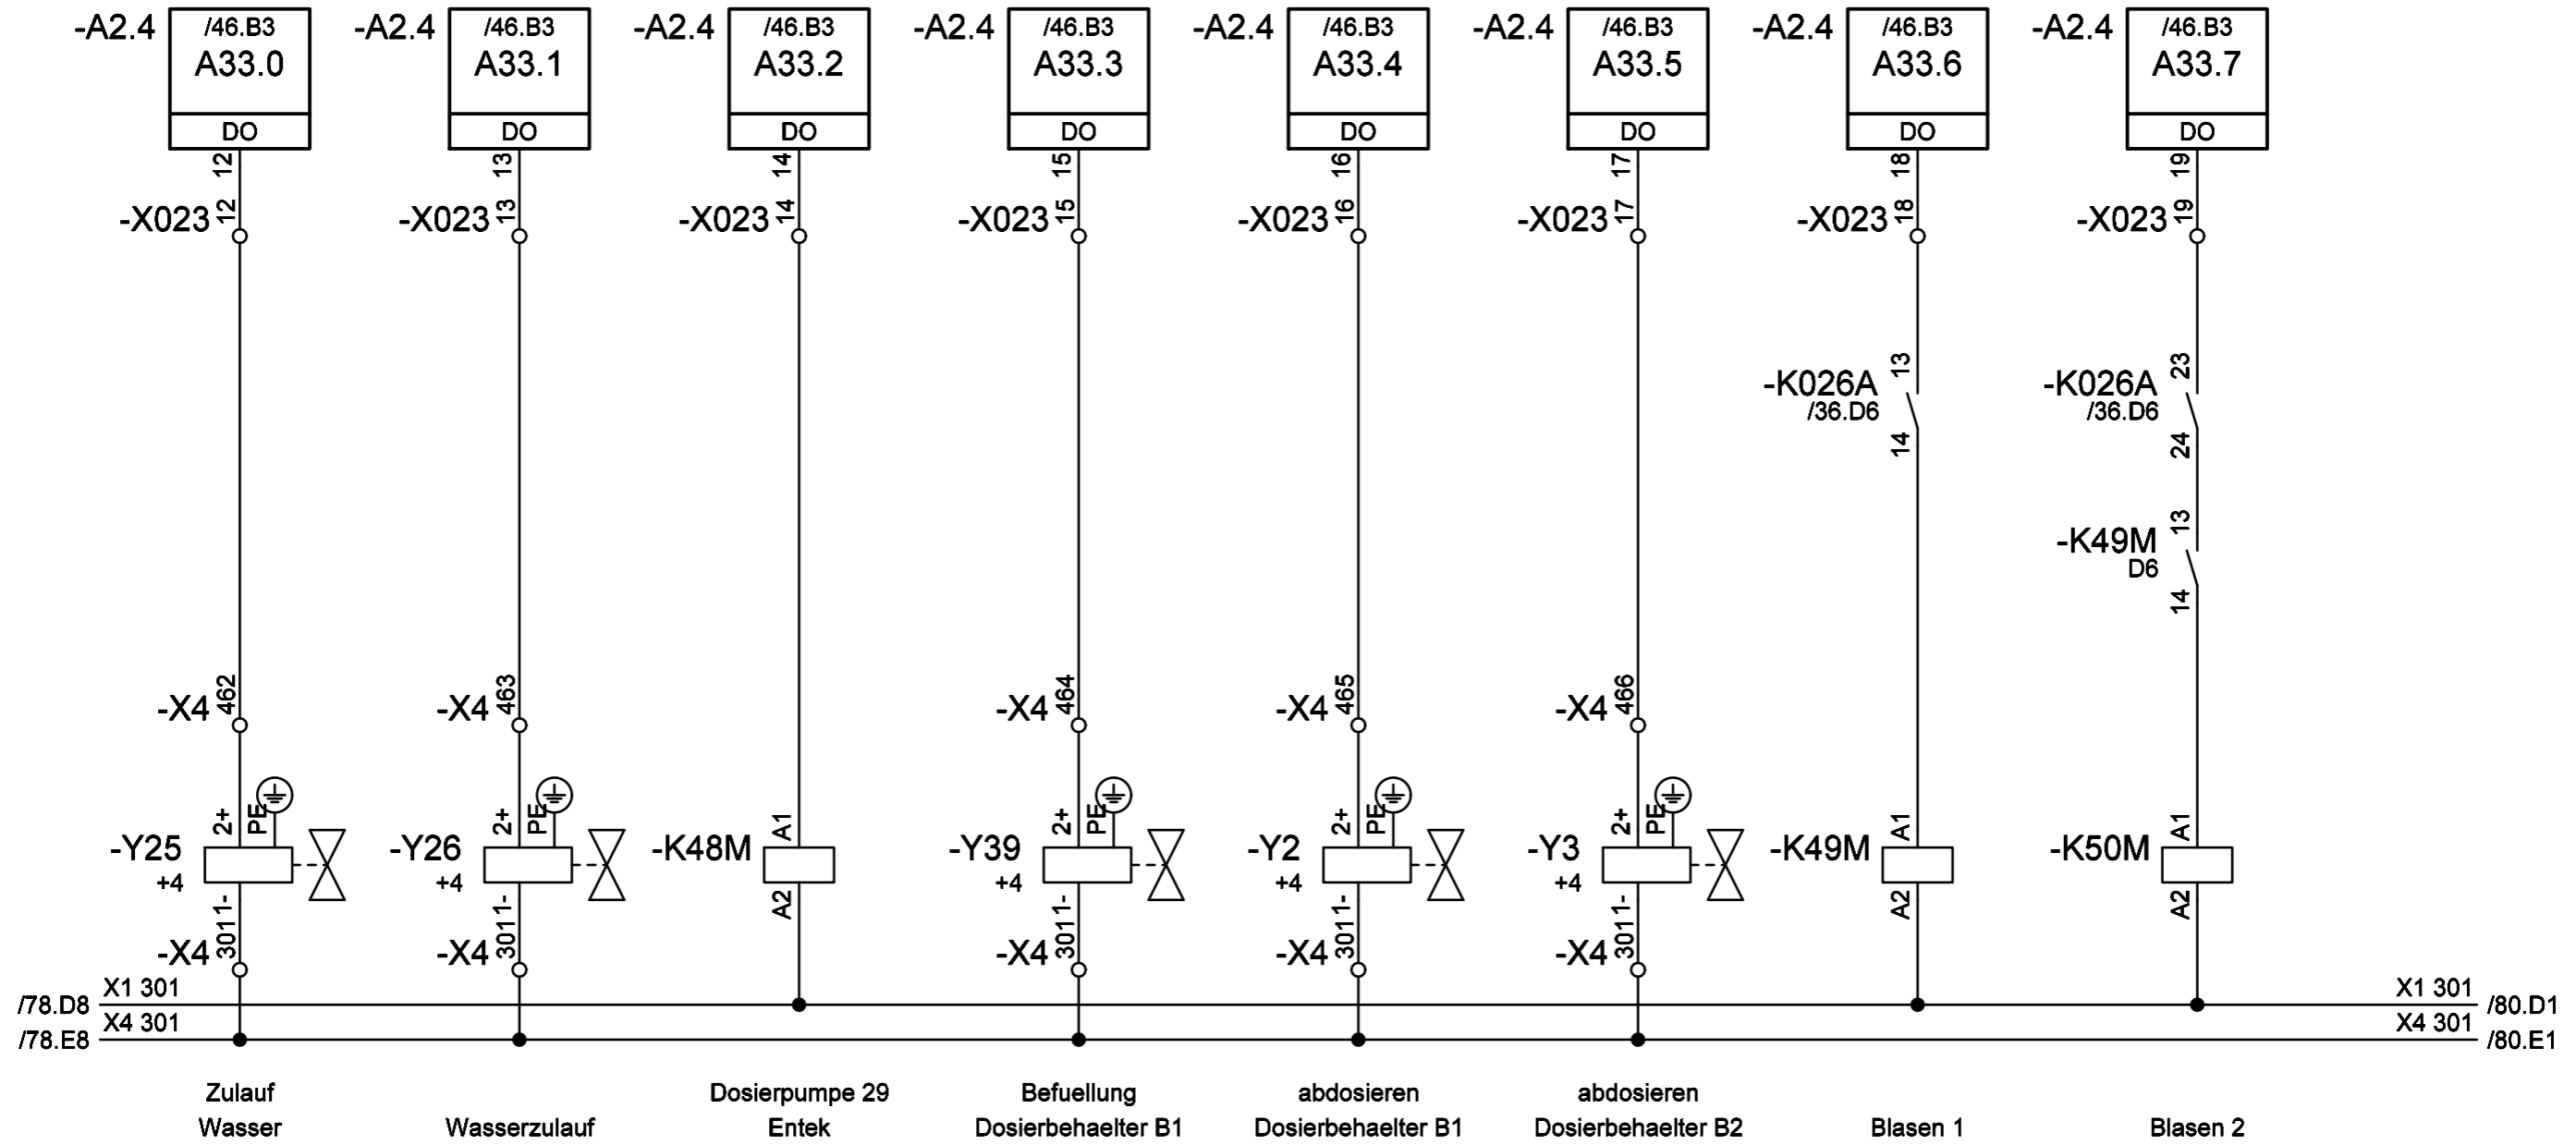 -A2.4 /46.B3 -A2.4 /46.B3 -A2.4 /46.B3 -A2.4 /46.B3 -A2.4 /46.B3 -A2.4 /46.B3 -A2.4 /46.B3 -A2.4 /46.B3
A33.0 A33.1 A33.2 A33.3 A33.4 A33.5 A33.6 A33.7
DO DO DO DO DO DO DO DO
12 13 14 15 16 17 18 19
-X023 12 -X023 13 -X023 14 -X023 15 -X023 16 -X023 17 -X023 18 -X023 19
13 23
-K026A -K026A
/36.D6 /36.D6
14 24
13
-K49M
D6
14
-X4 462 -X4 463 -X4 464 -X4 465 -X4 466
2+ PE 2+ PE A1 2+ PE 2+ PE 2+ PE A1 A1
-Y25 -Y26 -K48M -Y39 -Y2 -Y3 -K49M -K50M
+4 +4 +4 +4 +4
1- 1- A2 1- 1- 1- A2 A2
-X4 301 -X4 301 -X4 301 -X4 301 -X4 301
X1 301 X1 301
/78.D8 /80.D1
X4 301 X4 301
/78.E8 /80.E1
Zulauf Dosierpumpe 29 Befuellung abdosieren abdosieren
Wasser Wasserzulauf Entek Dosierbehaelter B1 Dosierbehaelter B1 Dosierbehaelter B2 Blasen 1 Blasen 2